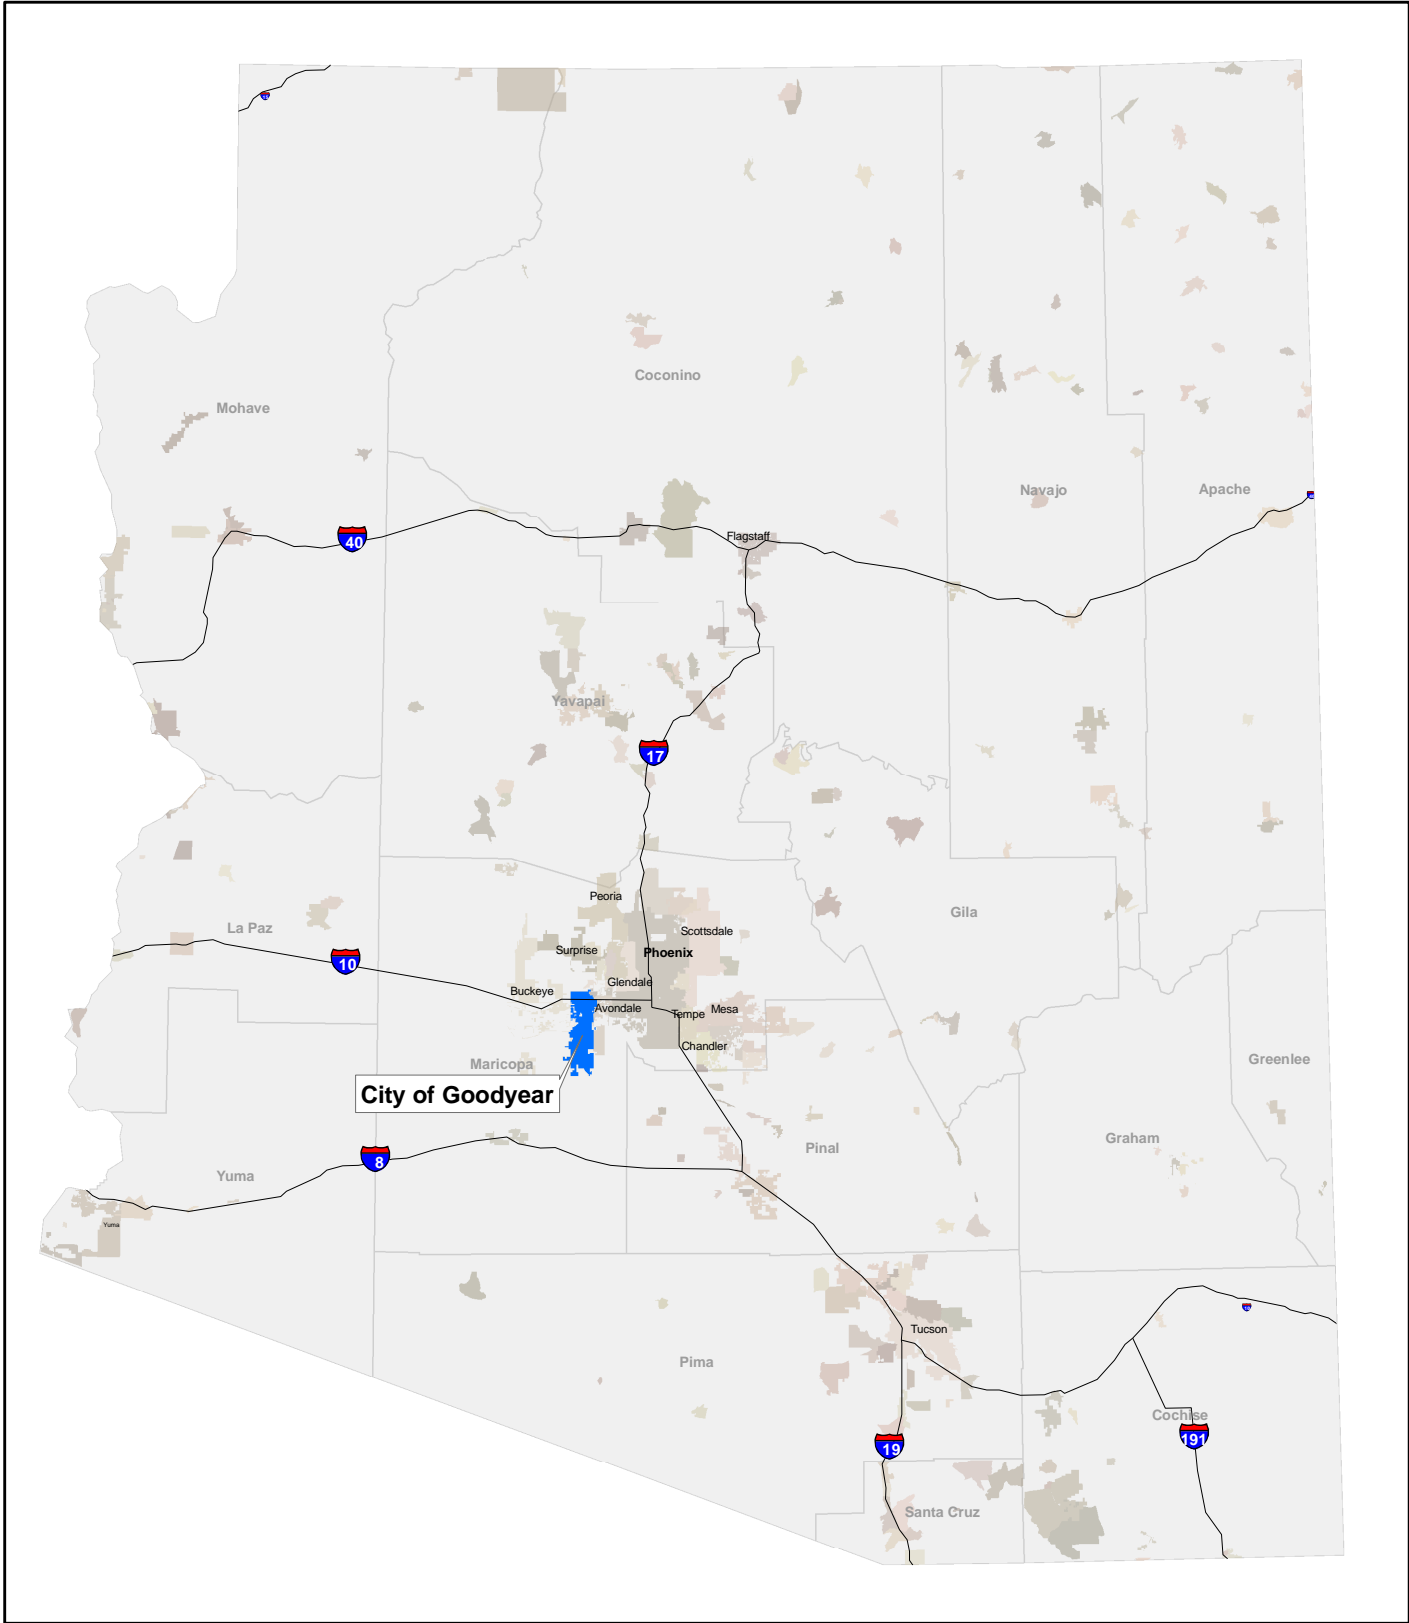 Coconino
Mohave
Navajo
Apache
40
Flagstaff
Yavapai
17
Peoria
Gila
La Paz
Scottsdale
Surprise
Phoenix
10
Glendale
Buckeye
Avondale
Tempe
Mesa
Chandler
Maricopa
Greenlee
City of Goodyear
Graham
Pinal
8
Yuma
Yuma
Tucson
Pima
Cochise
191
19
Santa Cruz